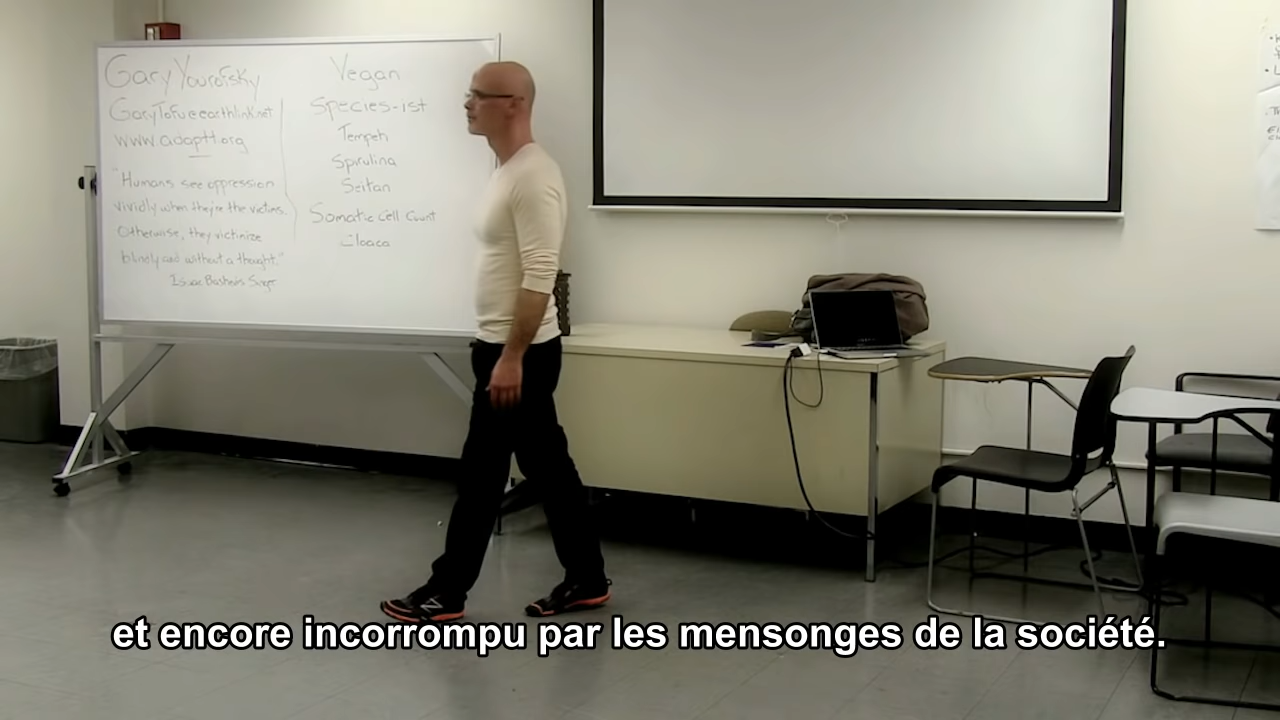 Gary Yourofsky
GaryTofu@earthlink.net
www.adaptt.org
"Humans see oppression
vividly when they're the victims.
Otherwise, they victimize
blindly and without a thought."
Isaac Bashevis Singer
Vegan
Species-ist
Tempeh
Spirulina
Seitan
Somatic Cell Count
Cloaca
N
et encore incorrompu par les mensonges de la société.